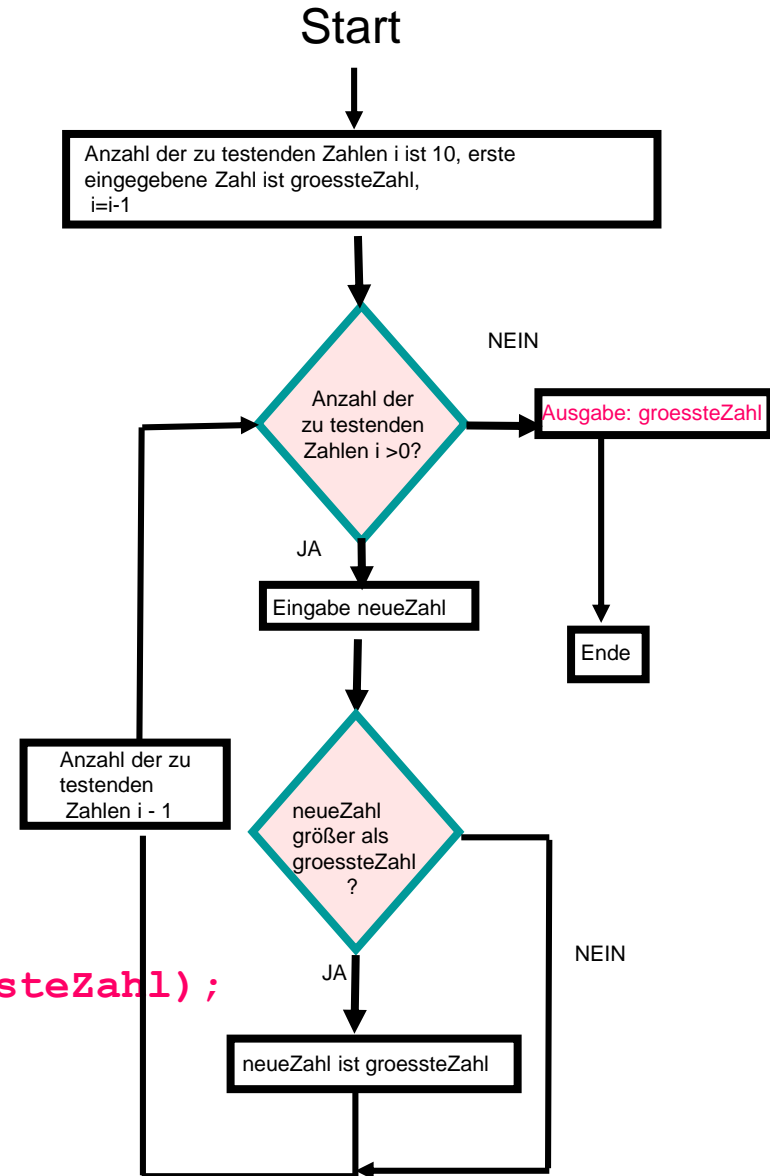 Start
Anzahl der zu testenden Zahlen i ist 10, erste
eingegebene Zahl ist groessteZahl,
i=i-1
NEIN
Anzahl der
zu testenden
Zahlen i >0?
Ausgabe: groessteZahl
JA
Eingabe neueZahl
Ende
Anzahl der zu
testenden
Zahlen i - 1
neueZahl
größer als
groessteZahl
?
NEIN
JA
steZahl);
neueZahl ist groessteZahl